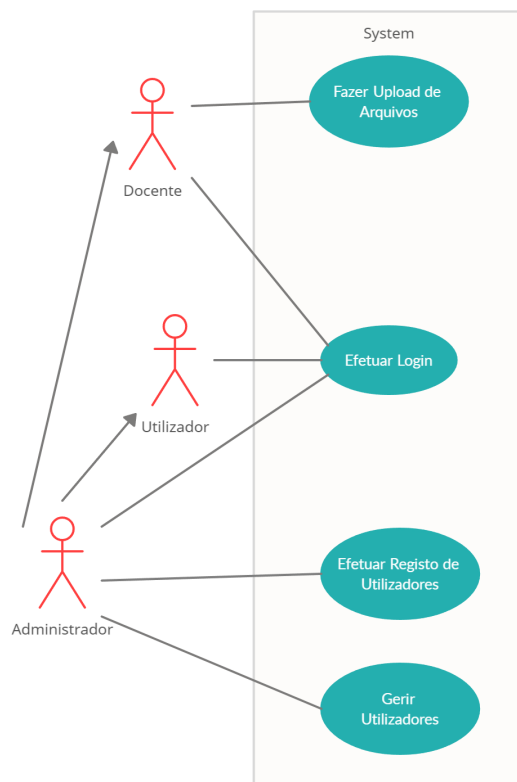 System
Fazer Upload de
Arquivos
Docente
Efetuar Login
Utilizador
Efetuar Registo de
Utilizadores
Administrador
Gerir
Utilizadores